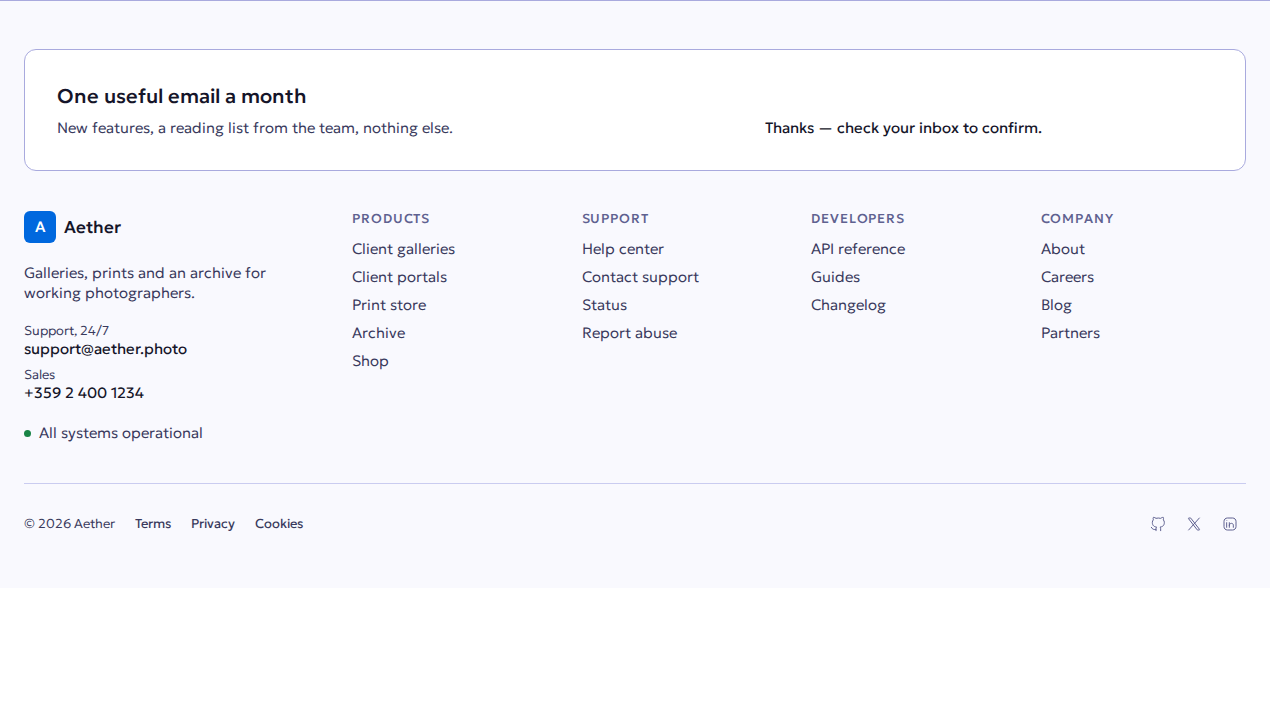 One useful email a month
New features, a reading list from the team, nothing else.
Thanks — check your inbox to confirm.
A Aether
Galleries, prints and an archive for
working photographers.
Support, 24/7
support@aether.photo
Sales
+359 2 400 1234
All systems operational
PRODUCTS
Client galleries
Client portals
Print store
Archive
Shop
SUPPORT
Help center
Contact support
Status
Report abuse
DEVELOPERS
API reference
Guides
Changelog
COMPANY
About
Careers
Blog
Partners
© 2026 Aether Terms Privacy Cookies